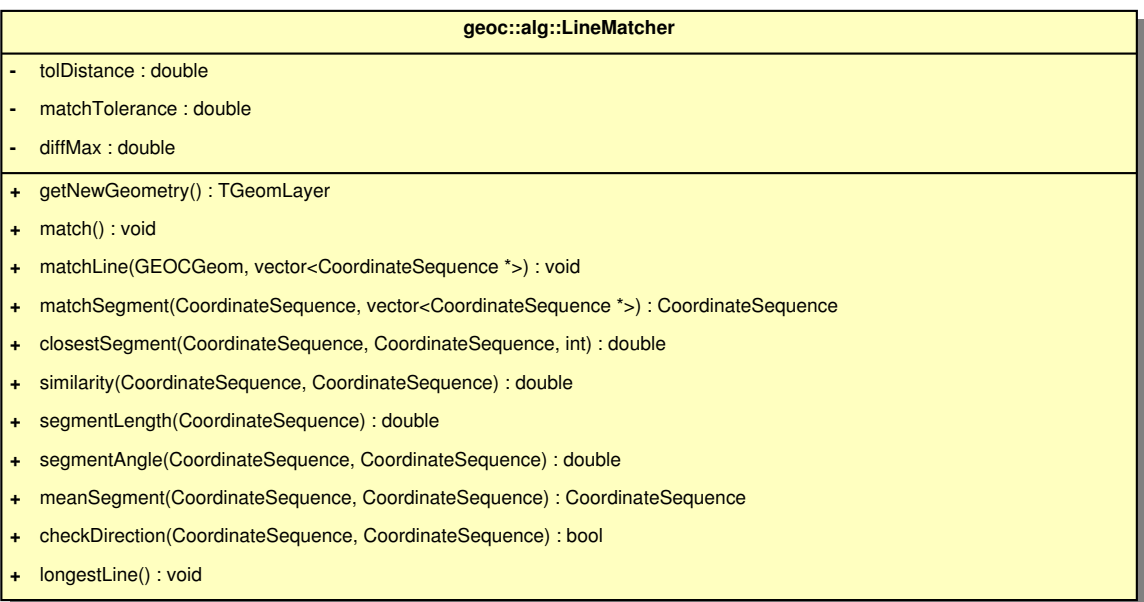 geoc::alg::LineMatcher
- tolDistance : double
- matchTolerance : double
- diffMax : double
+ getNewGeometry() : TGeomLayer
+ match() : void
+ matchLine(GEOCGeom, vector<CoordinateSequence *>) : void
+ matchSegment(CoordinateSequence, vector<CoordinateSequence *>) : CoordinateSequence
+ closestSegment(CoordinateSequence, CoordinateSequence, int) : double
+ similarity(CoordinateSequence, CoordinateSequence) : double
+ segmentLength(CoordinateSequence) : double
+ segmentAngle(CoordinateSequence, CoordinateSequence) : double
+ meanSegment(CoordinateSequence, CoordinateSequence) : CoordinateSequence
+ checkDirection(CoordinateSequence, CoordinateSequence) : bool
+ longestLine() : void